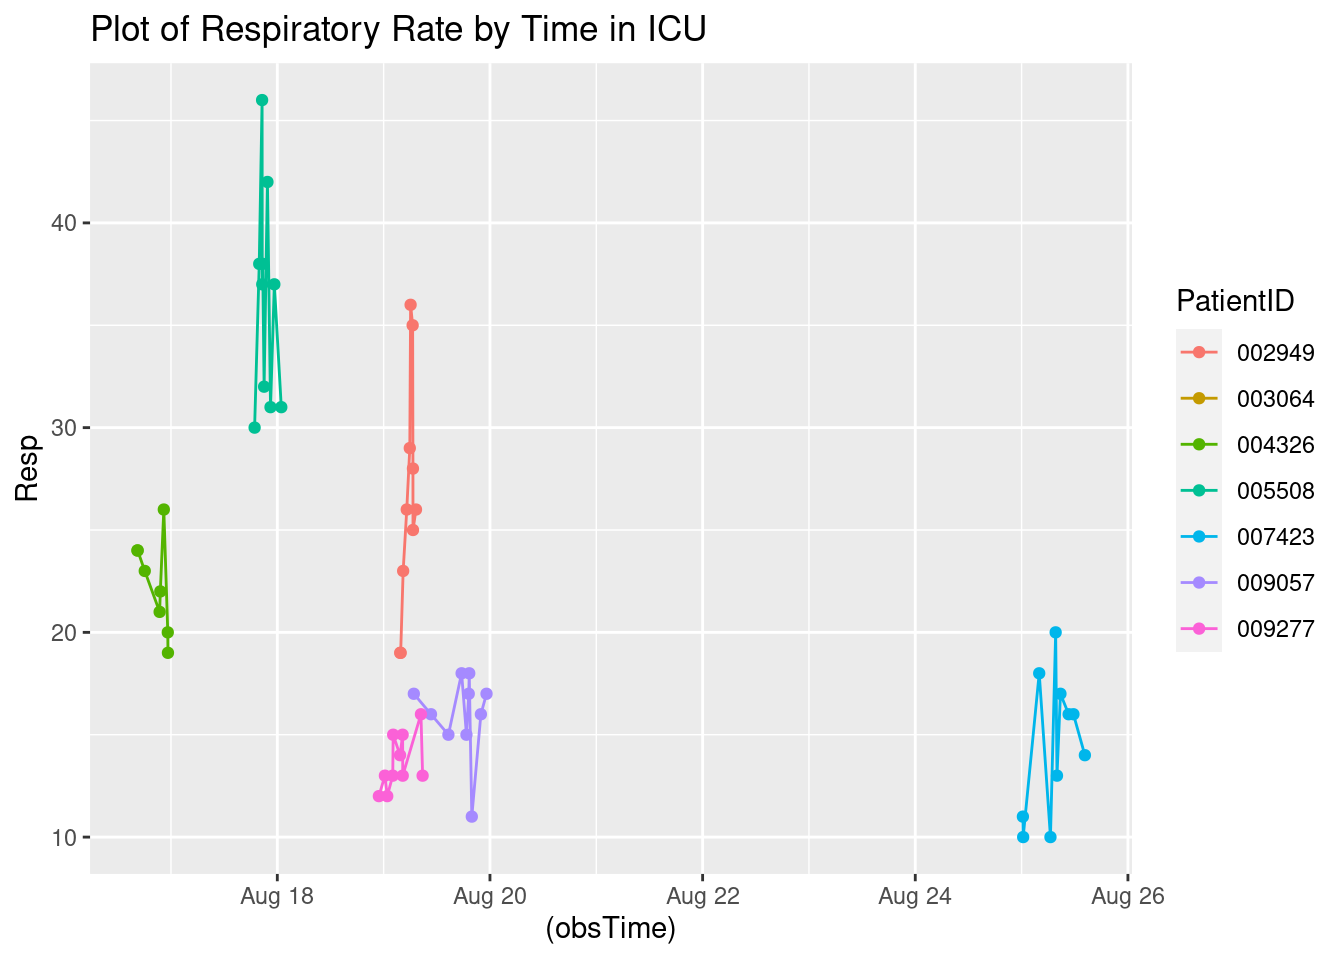 Plot of Respiratory Rate by Time in ICU
Resp
40
30
20
10
Aug 18
Aug 20
Aug 22
Aug 24
Aug 26
(obsTime)
PatientID
002949
003064
004326
005508
007423
009057
009277